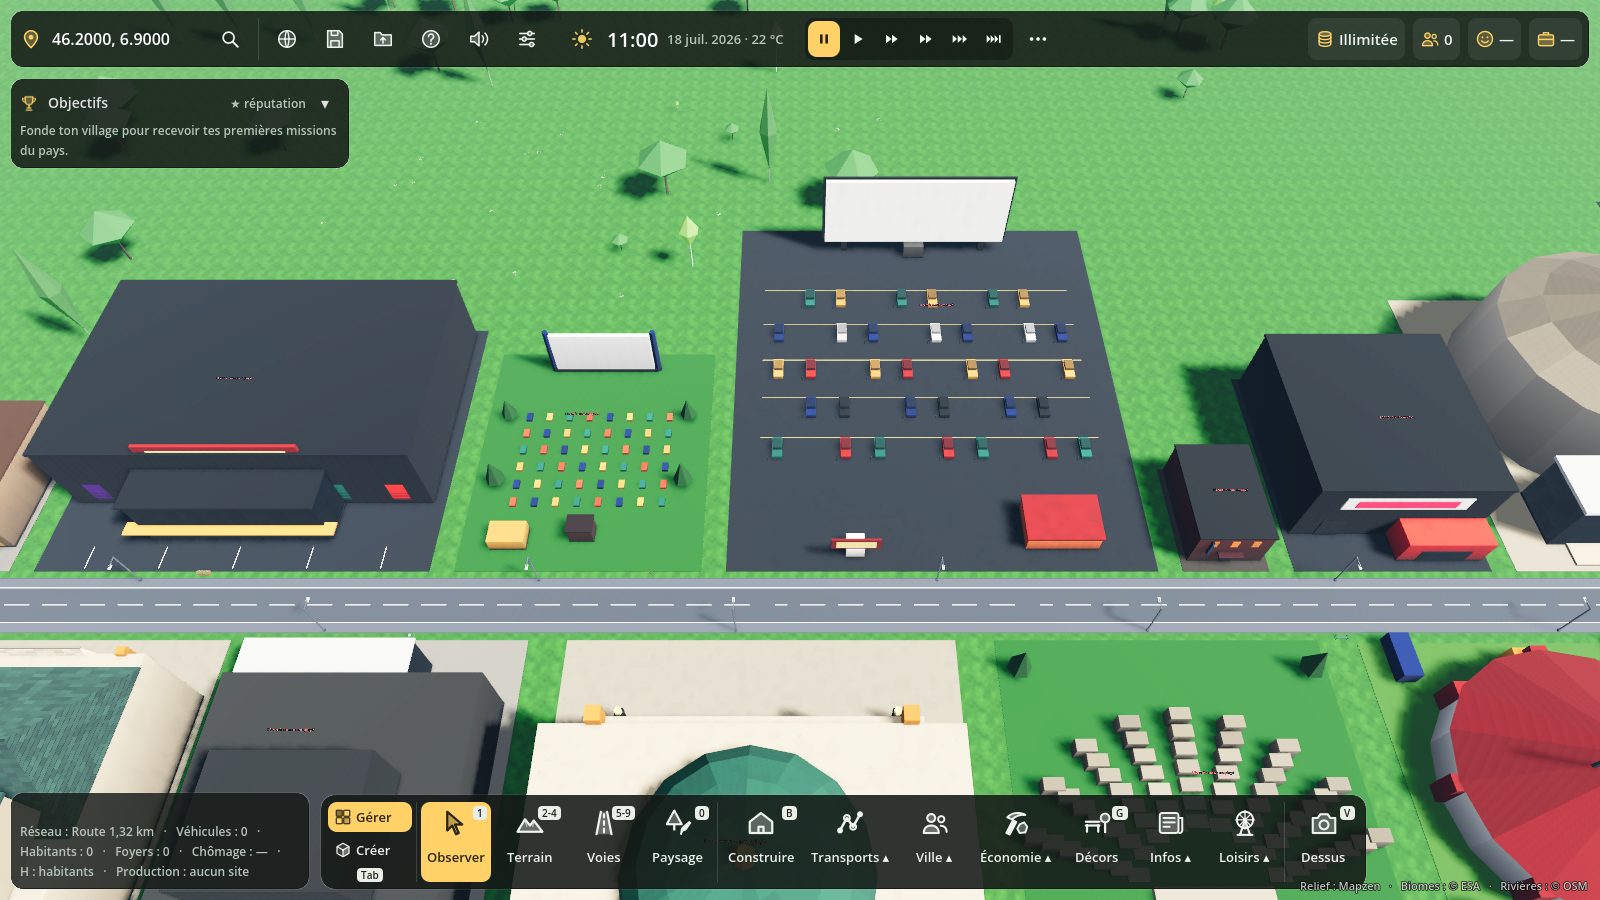 46.2000, 6.9000
11:00
18 juil. 2026 · 22 °C
Illimitée
0
—
—
Objectifs
★ réputation ▼
Fonde ton village pour recevoir tes premières missions
du pays.
Réseau : Route 1,32 km · Véhicules : 0 ·
Habitants : 0 · Foyers : 0 · Chômage : — ·
H : habitants · Production : aucun site
Gérer
Créer
Tab
1
Observer
2-4
Terrain
5-9
Voies
0
Paysage
B
Construire
Transports ▴
Ville ▴
Économie ▴
G
Décors
Infos ▴
Loisirs ▴
V
Dessus
Relief : Mapzen · Biomes : © ESA · Rivières : © OSM